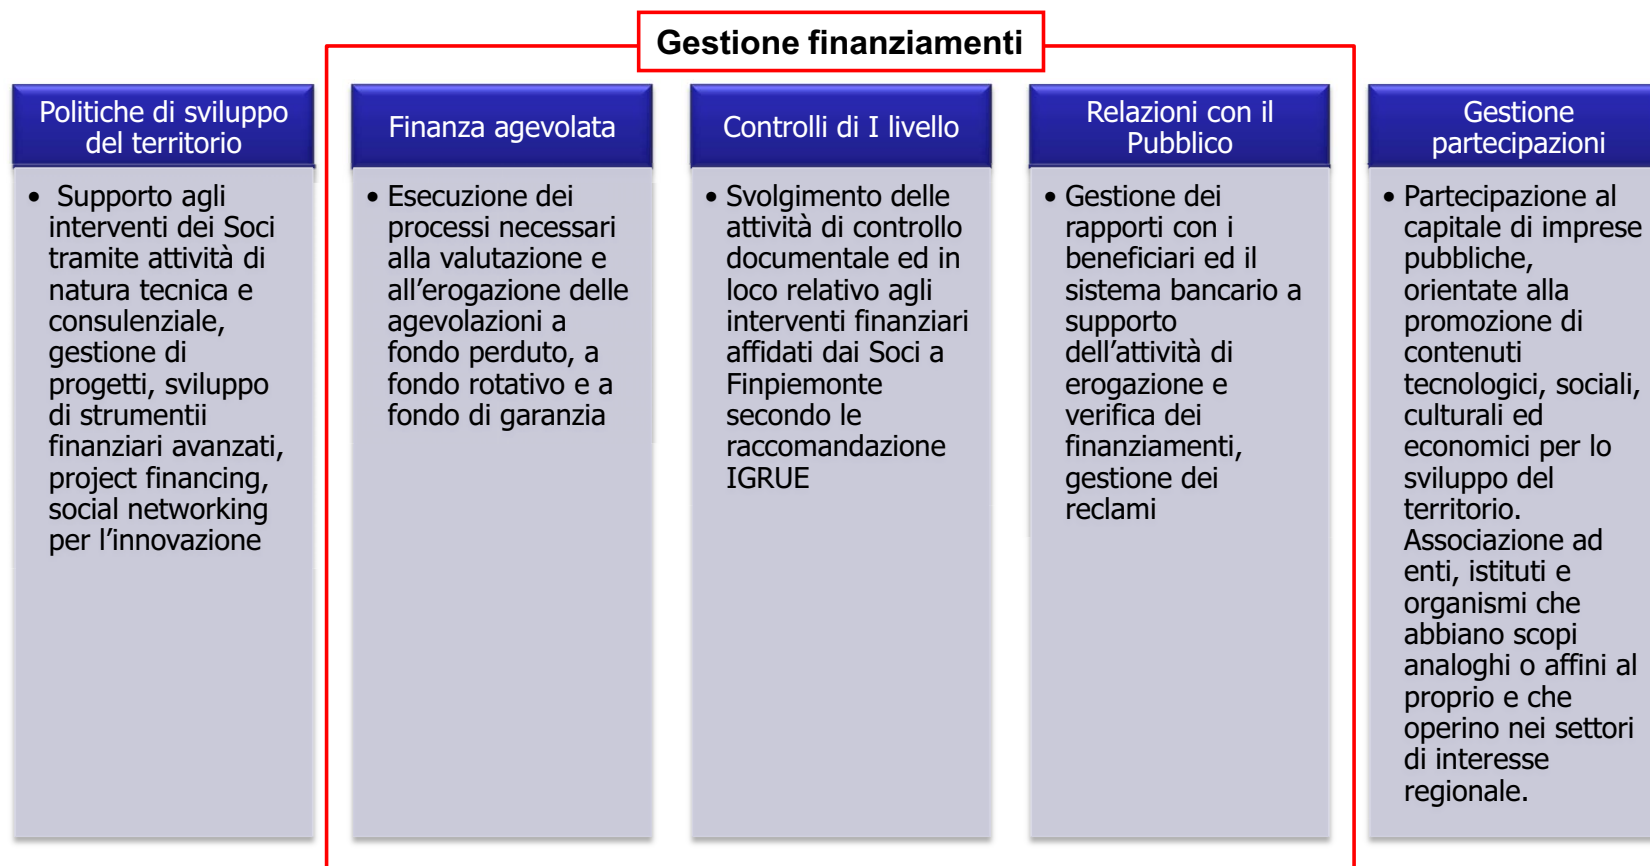 Gestione finanziamenti
Politiche di sviluppo
del territorio
• Supporto agli
interventi dei Soci
tramite attività di
natura tecnica e
consulenziale,
gestione di
progetti, sviluppo
di strumentii
finanziari avanzati,
project financing,
social networking
per l’innovazione
Finanza agevolata
• Esecuzione dei
processi necessari
alla valutazione e
all’erogazione delle
agevolazioni a
fondo perduto, a
fondo rotativo e a
fondo di garanzia
Controlli di I livello
• Svolgimento delle
attività di controllo
documentale ed in
loco relativo agli
interventi finanziari
affidati dai Soci a
Finpiemonte
secondo le
raccomandazione
IGRUE
Relazioni con il
Pubblico
• Gestione dei
rapporti con i
beneficiari ed il
sistema bancario a
supporto
dell’attività di
erogazione e
verifica dei
finanziamenti,
gestione dei
reclami
Gestione
partecipazioni
• Partecipazione al
capitale di imprese
pubbliche,
orientate alla
promozione di
contenuti
tecnologici, sociali,
culturali ed
economici per lo
sviluppo del
territorio.
Associazione ad
enti, istituti e
organismi che
abbiano scopi
analoghi o affini al
proprio e che
operino nei settori
di interesse
regionale.